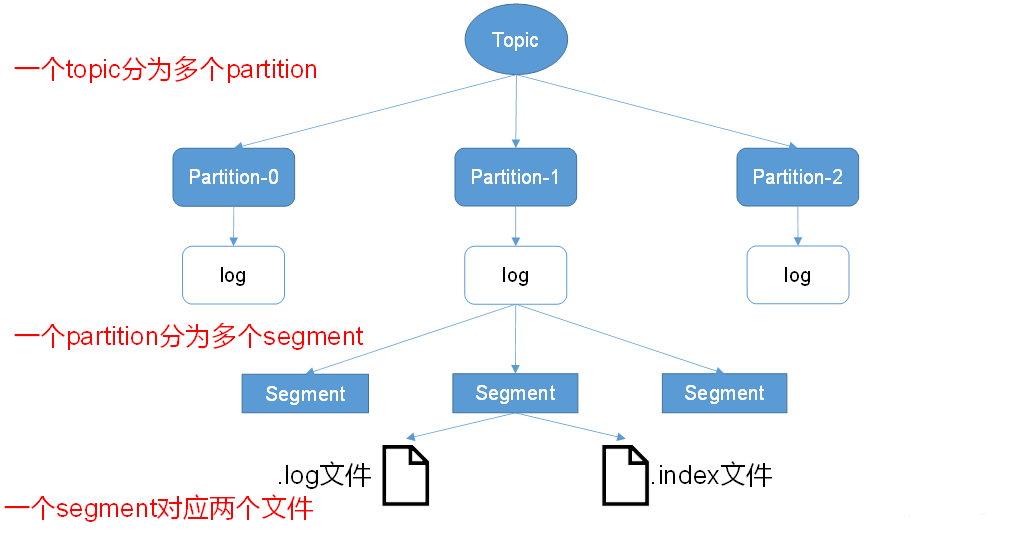 Topic
一个topic分为多个partition
Partition-0
Partition-1
Partition-2
log
log
log
一个partition分为多个segment
Segment
Segment
Segment
.log文件
.index文件
一个segment对应两个文件